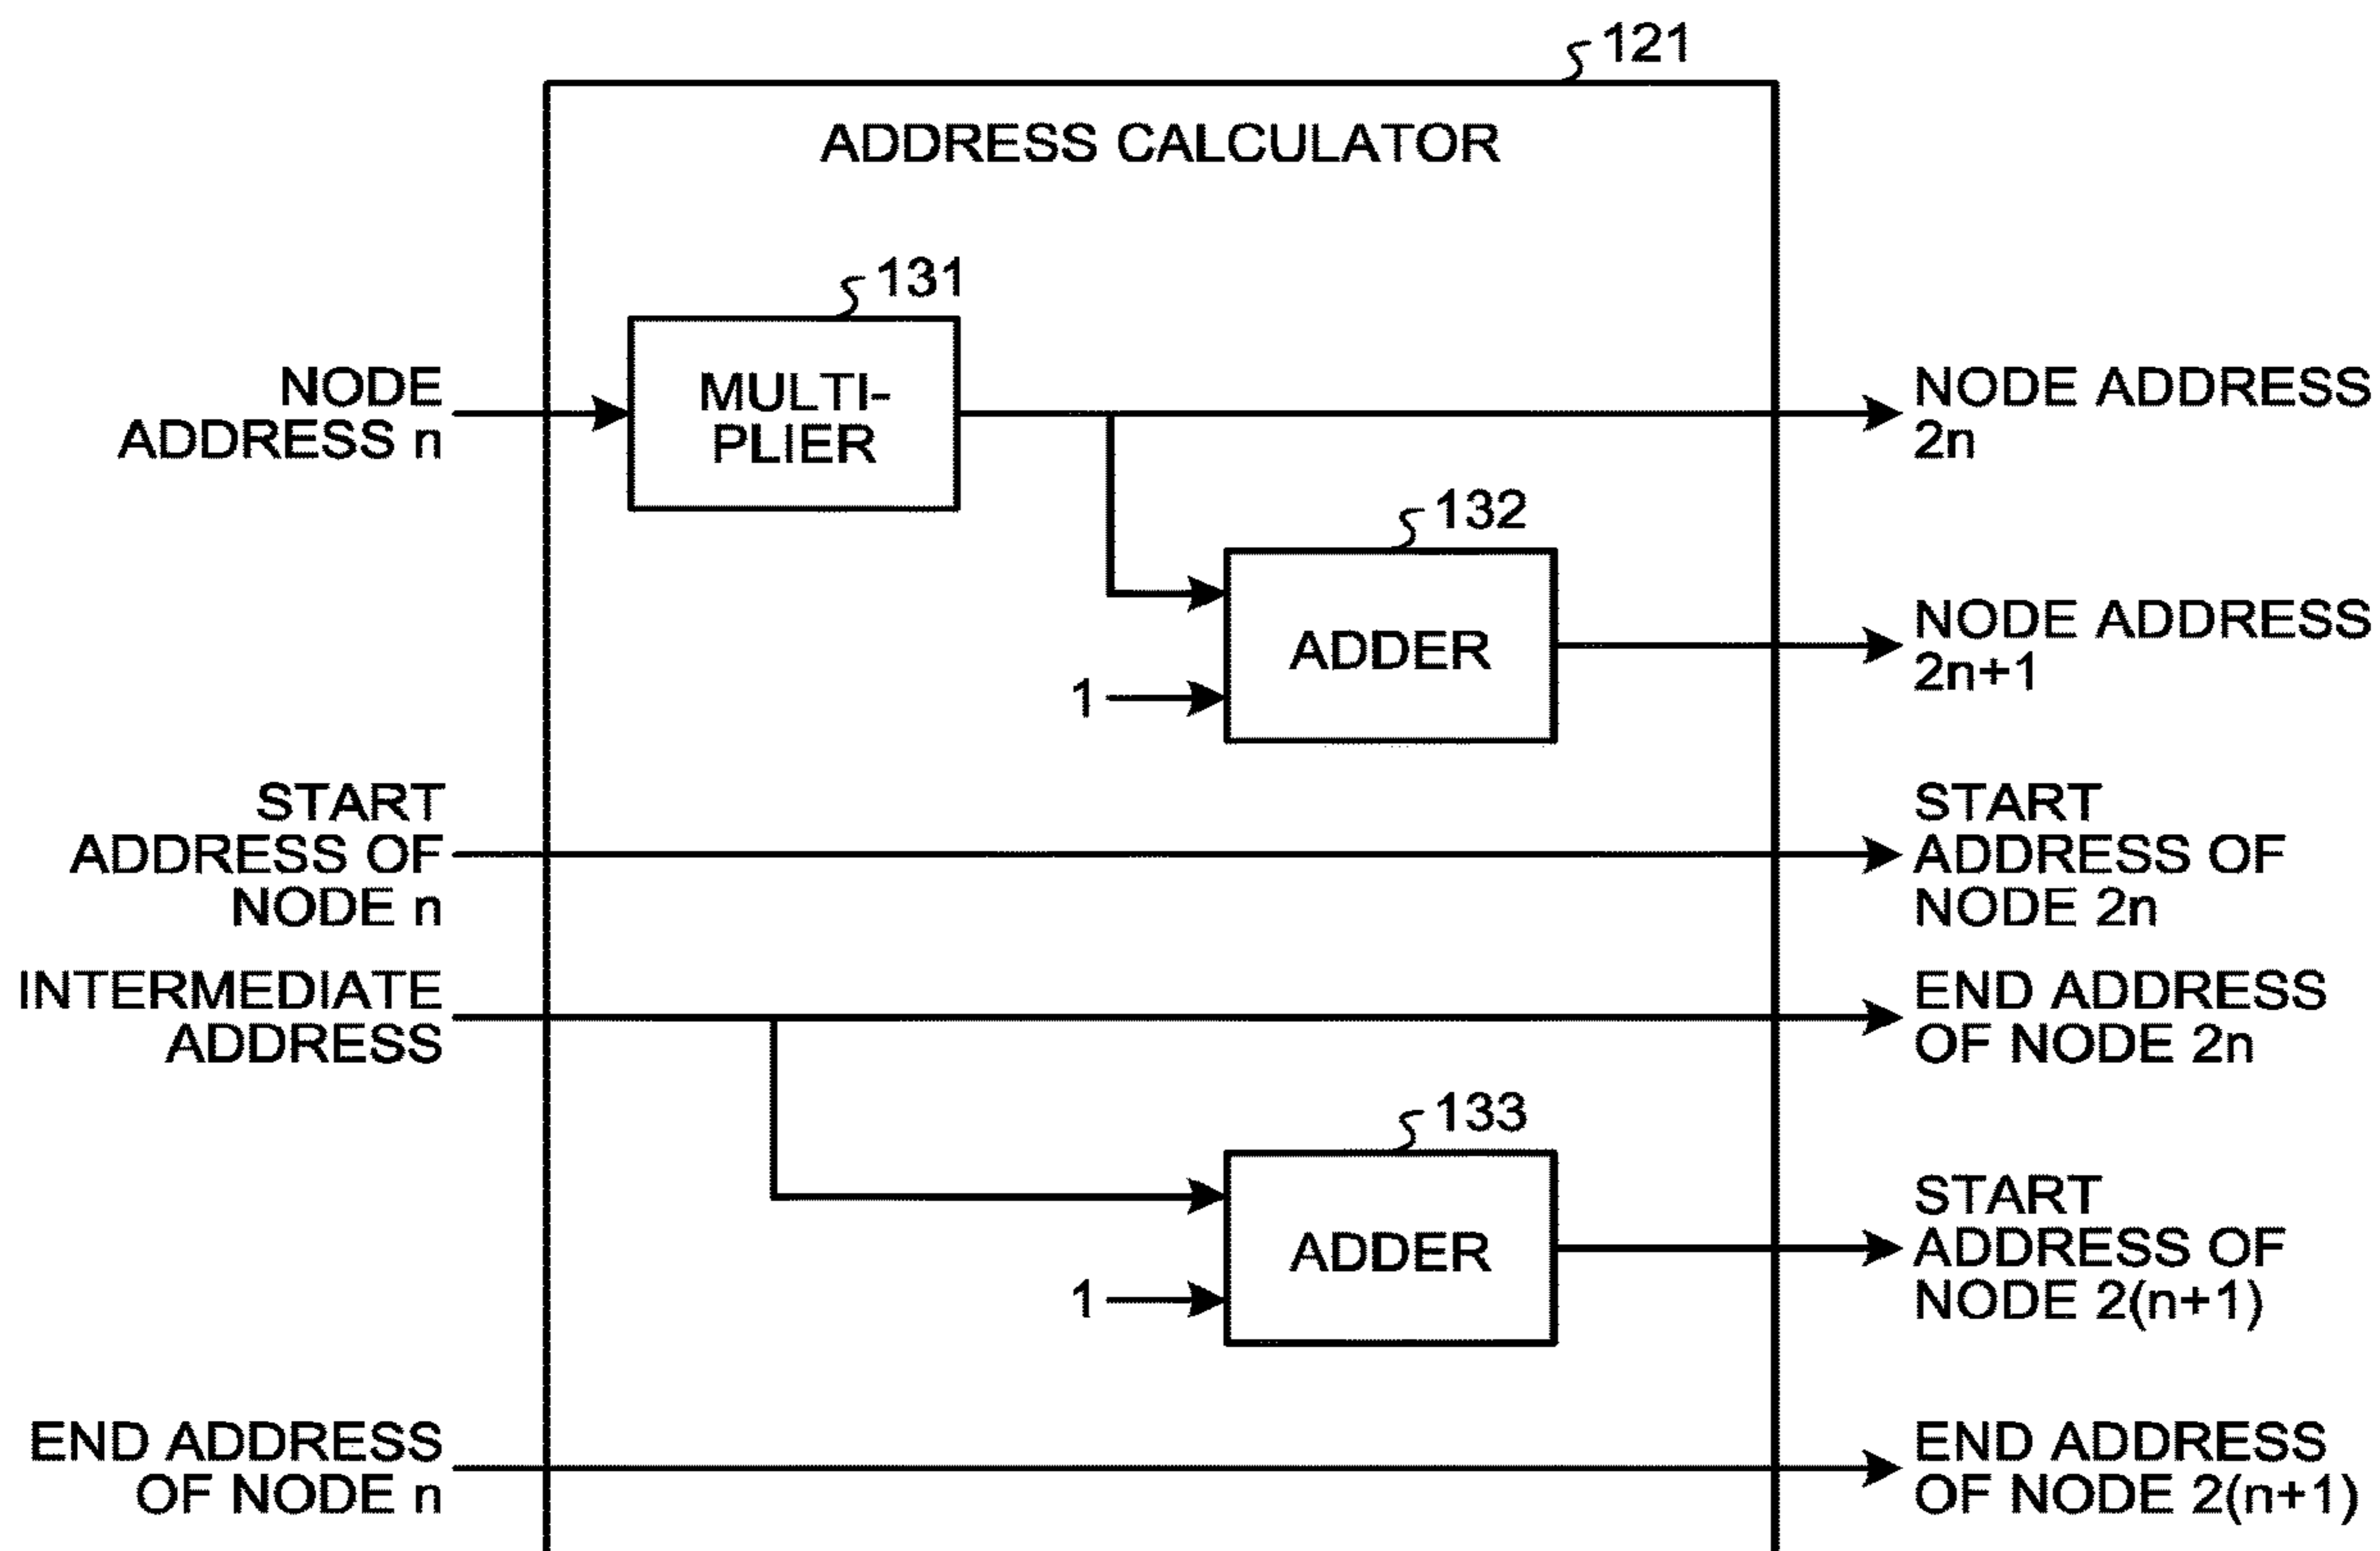 121
ADDRESS CALCULATOR
131
NODE
ADDRESS n
MULTI-
PLIER
NODE ADDRESS
2n
132
ADDER
1
NODE ADDRESS
2n+1
START
ADDRESS OF
NODE n
START
ADDRESS OF
NODE 2n
INTERMEDIATE
ADDRESS
END ADDRESS
OF NODE 2n
133
ADDER
1
START
ADDRESS OF
NODE 2(n+1)
END ADDRESS
OF NODE n
END ADDRESS
OF NODE 2(n+1)